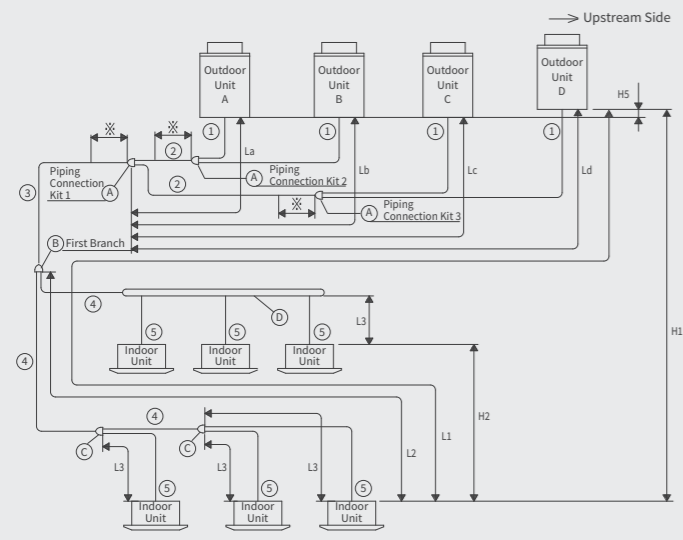 Upstream Side
Outdoor
Unit
A
Outdoor
Unit
B
Outdoor
Unit
C
Outdoor
Unit
D
H5
※
※
1
1
1
1
2
La
Lb
Lc
Ld
Piping
Connection
Kit 1
A
A
Piping
Connection Kit 2
2
※
A
Piping
Connection Kit 3
3
B
First Branch
4
D
L3
5
5
5
Indoor
Unit
Indoor
Unit
Indoor
Unit
H1
4
4
H2
L1
L2
C
C
L3
L3
L3
5
5
5
Indoor
Unit
Indoor
Unit
Indoor
Unit